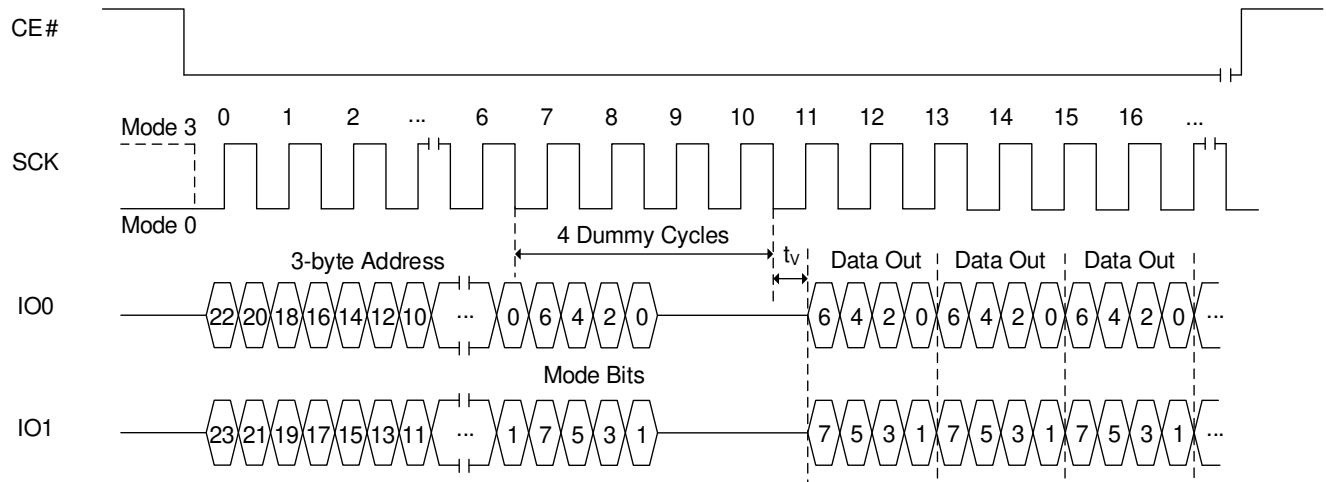 CE#
0 1 2 ... 6 7 8 9 10 11 12 13 14 15 16 ...
Mode 3
SCK
Mode 0
4 Dummy Cycles
3-byte Address tV Data Out Data Out Data Out
IO0 22 20 18 16 14 12 10 ... 0 6 4 2 0 6 4 2 0 6 4 2 0 6 4 2 0 ...
Mode Bits
IO1 23 21 19 17 15 13 11 ... 1 7 5 3 1 7 5 3 1 7 5 3 1 7 5 3 1 ...